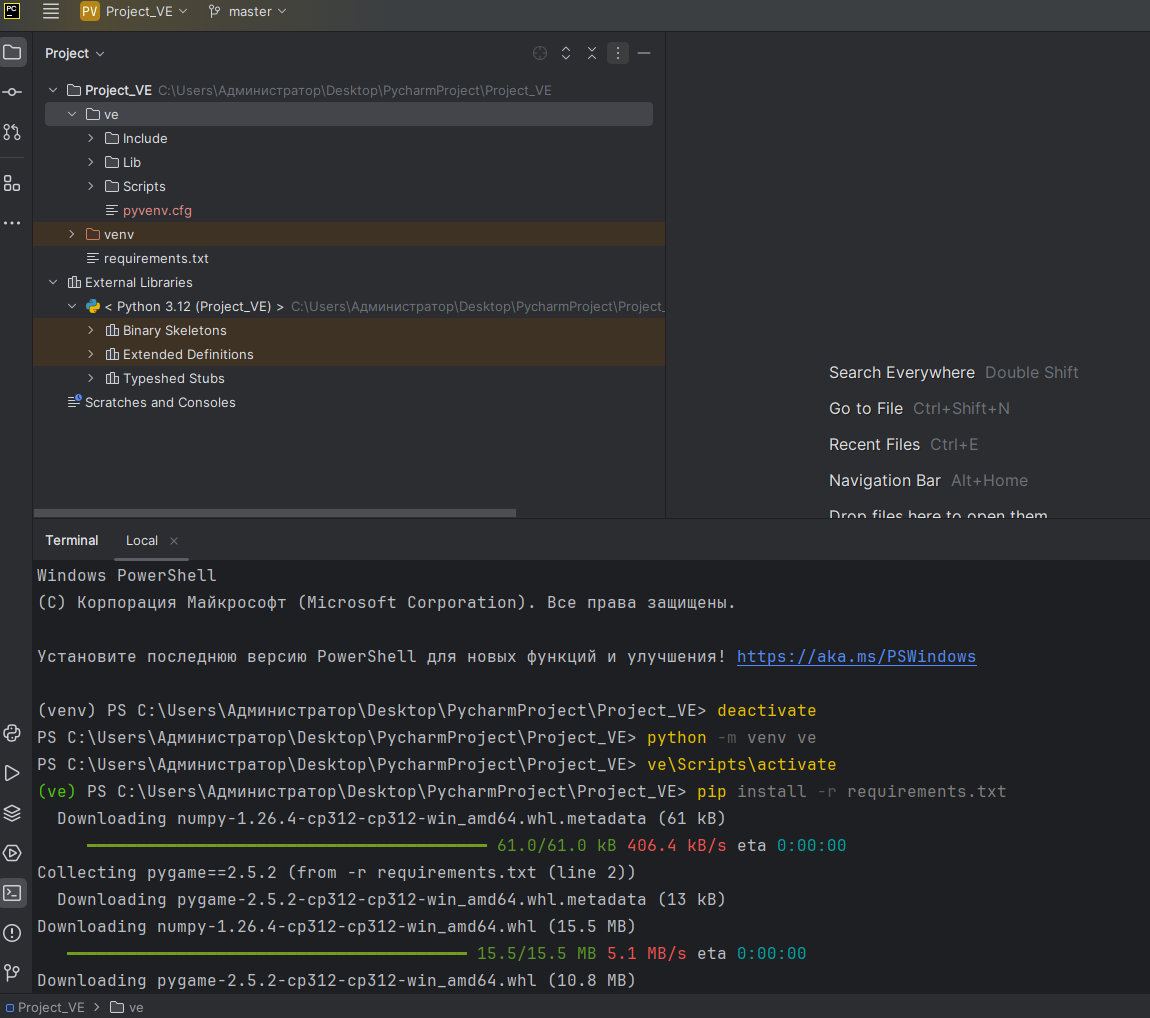 PC
PV Project_VE master
Project
Project_VE C:\Users\Администратор\Desktop\PycharmProject\Project_VE
ve
Include
Lib
Scripts
pyvenv.cfg
venv
requirements.txt
External Libraries
< Python 3.12 (Project_VE) > C:\Users\Администратор\Desktop\PycharmProject\Project_
Binary Skeletons
Extended Definitions
Typeshed Stubs
Scratches and Consoles
Search Everywhere Double Shift
Go to File Ctrl+Shift+N
Recent Files Ctrl+E
Navigation Bar Alt+Home
Drop files here to open them
Terminal Local
Windows PowerShell
(C) Корпорация Майкрософт (Microsoft Corporation). Все права защищены.
Установите последнюю версию PowerShell для новых функций и улучшения! https://aka.ms/PSWindows
(venv) PS C:\Users\Администратор\Desktop\PycharmProject\Project_VE> deactivate
PS C:\Users\Администратор\Desktop\PycharmProject\Project_VE> python -m venv ve
PS C:\Users\Администратор\Desktop\PycharmProject\Project_VE> ve\Scripts\activate
(ve) PS C:\Users\Администратор\Desktop\PycharmProject\Project_VE> pip install -r requirements.txt
Downloading numpy-1.26.4-cp312-cp312-win_amd64.whl.metadata (61 kB)
61.0/61.0 kB 406.4 kB/s eta 0:00:00
Collecting pygame==2.5.2 (from -r requirements.txt (line 2))
Downloading pygame-2.5.2-cp312-cp312-win_amd64.whl.metadata (13 kB)
Downloading numpy-1.26.4-cp312-cp312-win_amd64.whl (15.5 MB)
15.5/15.5 MB 5.1 MB/s eta 0:00:00
Downloading pygame-2.5.2-cp312-cp312-win_amd64.whl (10.8 MB)
Project_VE > ve